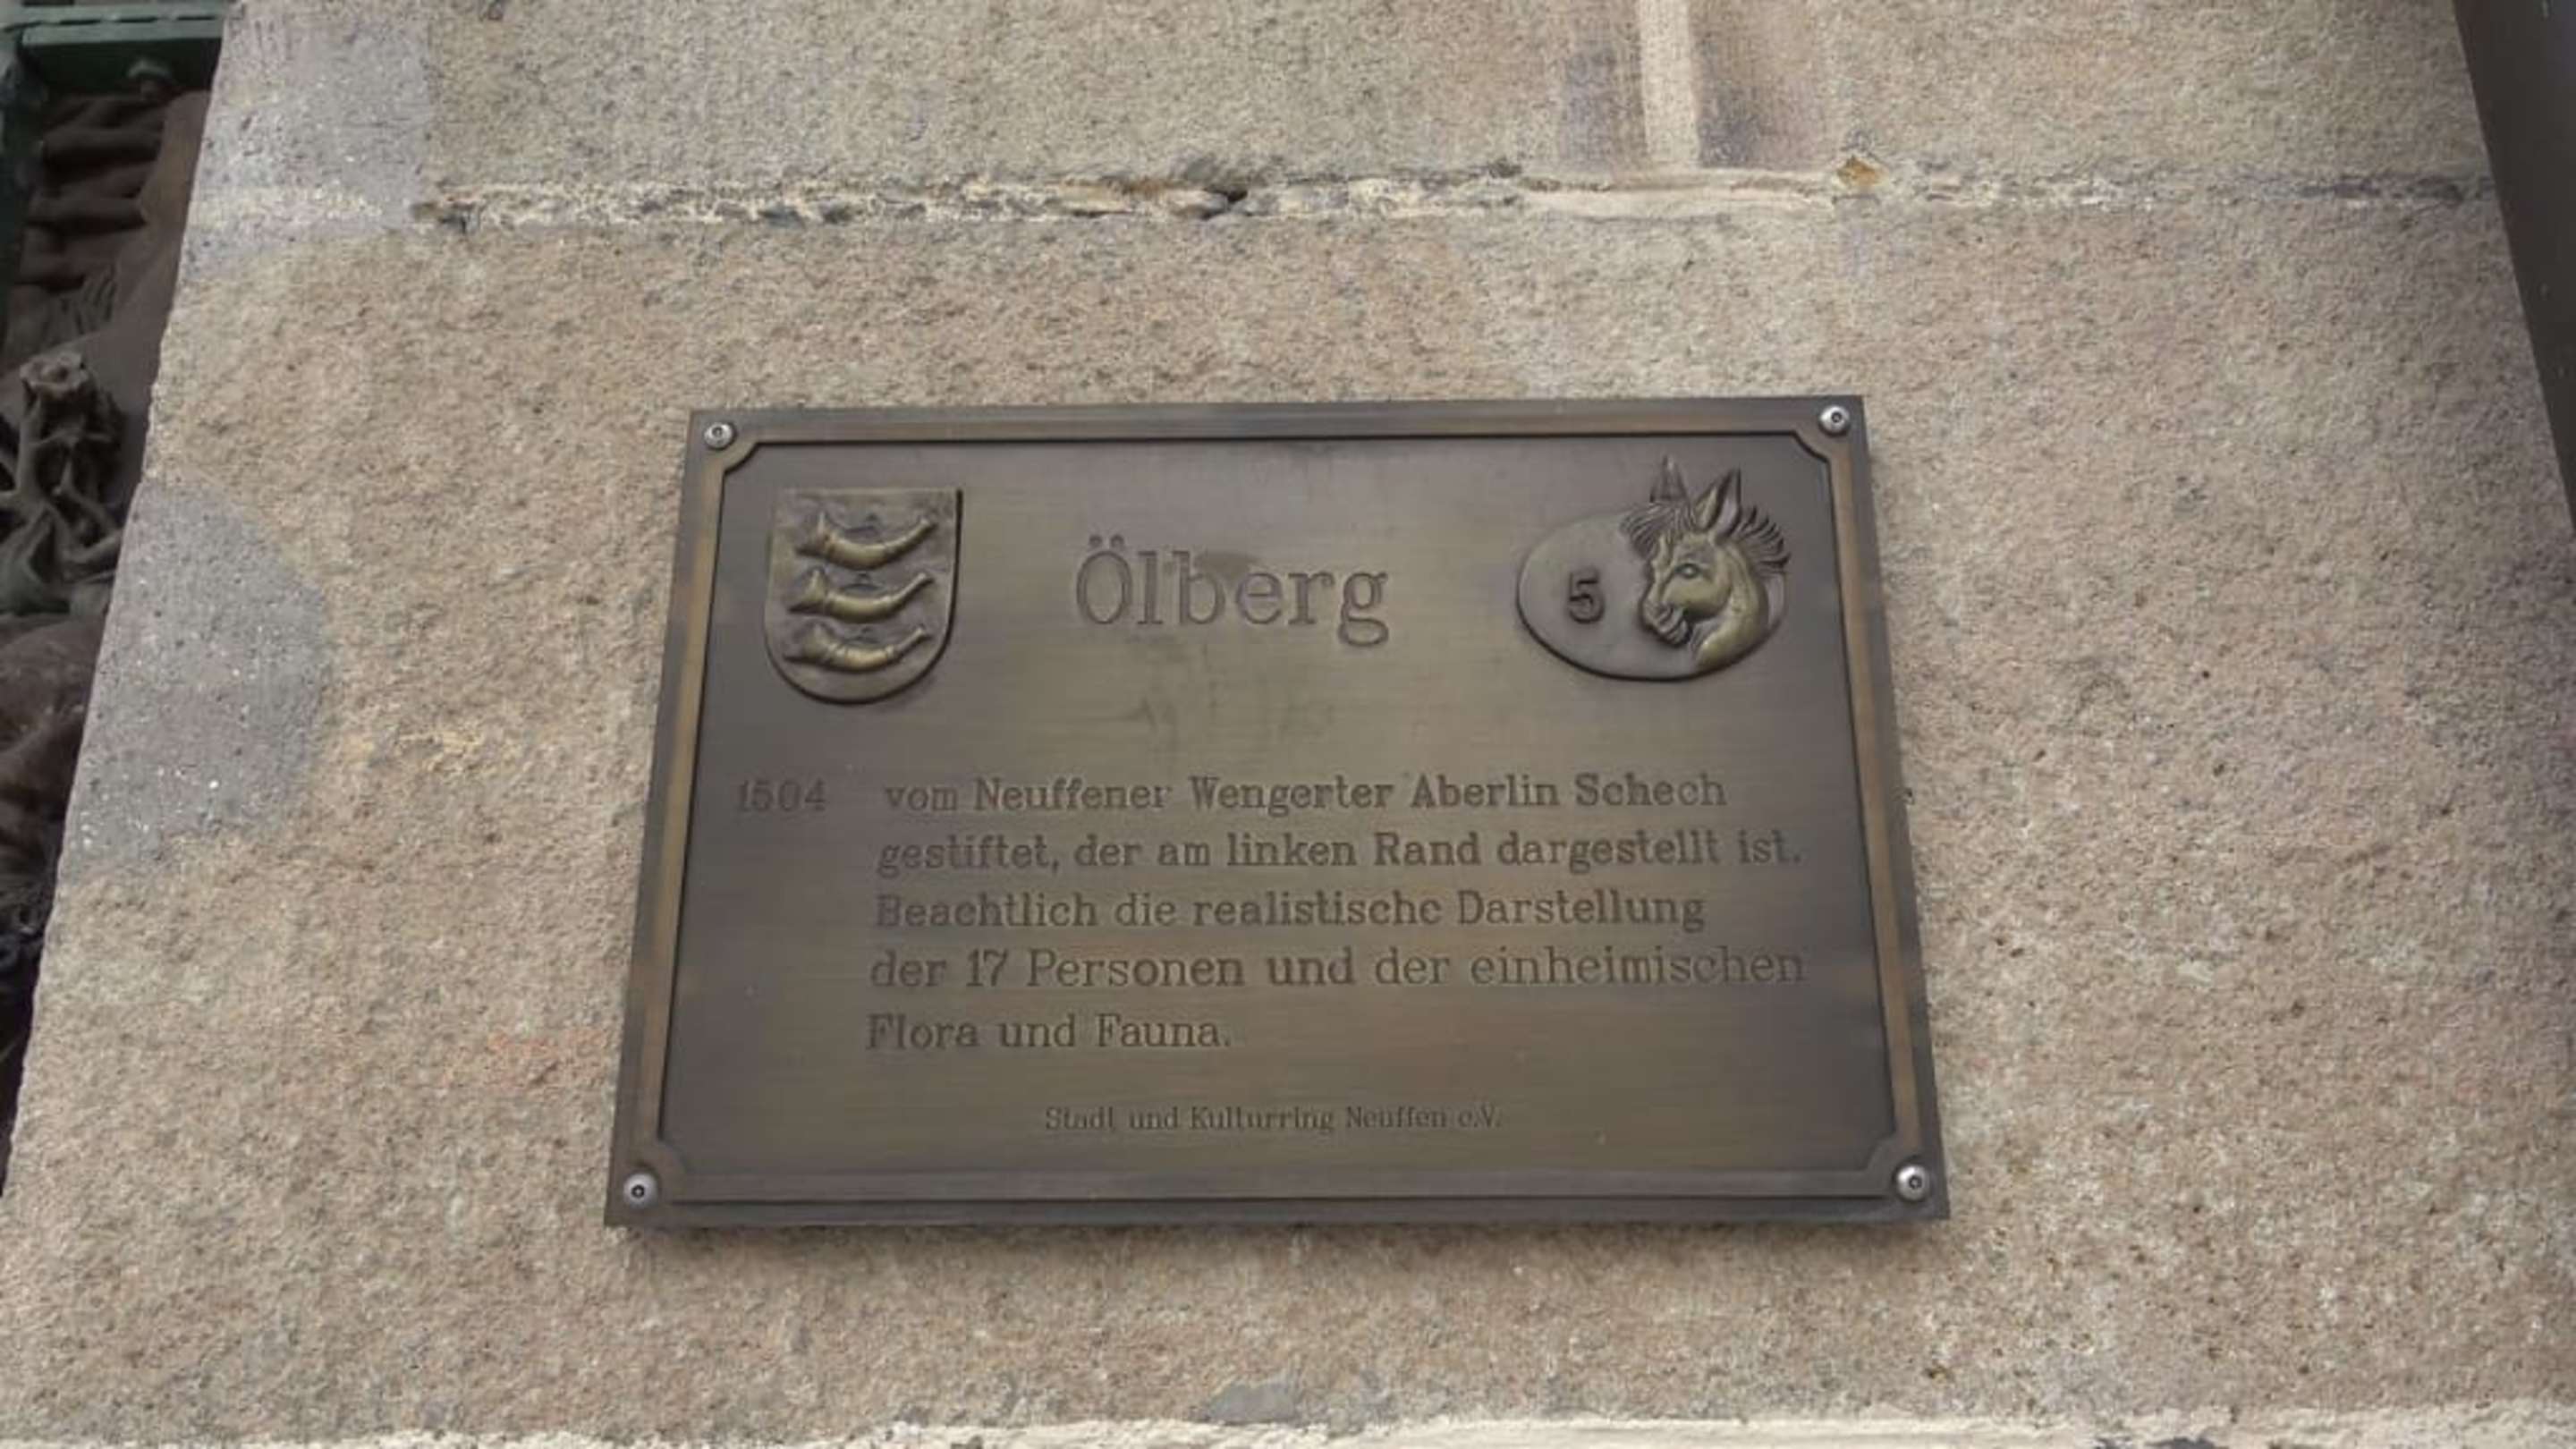 Ölberg
5
1504 vom Neuffener Wengerter Aberlin Schech
gestiftet, der am linken Rand dargestellt ist.
Beachtlich die realistische Darstellung
der 17 Personen und der einheimischen
Flora und Fauna.
Stadt und Kulturring Neuffen e.V.